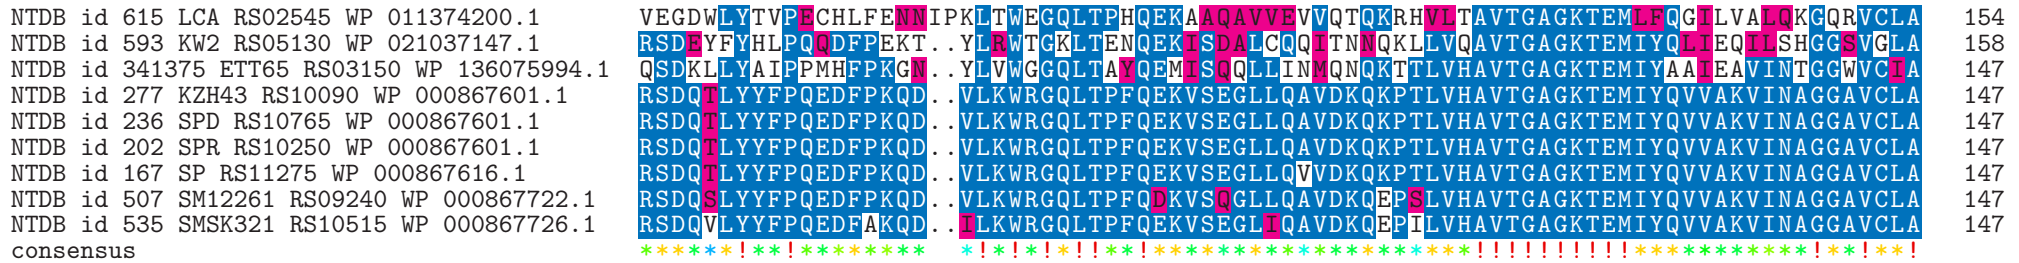 NTDB id 615 LCA RS02545 WP 011374200.1 VEGDWLYTVPECHLFENNIPKLTWEGQLTPHQEKAAQAVVEVVQTQKRHVLTAVTGAGKTEMLFQGILVALQKGQRVCLA 154
NTDB id 593 KW2 RS05130 WP 021037147.1 RSDEYFYHLPQQDFPEKT..YLRWTGKLTENQEKISDALCQQITNNQKLLVQAVTGAGKTEMIYQLIEQILSHGGSVGLA 158
NTDB id 341375 ETT65 RS03150 WP 136075994.1 QSDKLLYAIPPMHFPKGN..YLVWGGQLTAYQEMISQQLLINMQNQKTTLVHAVTGAGKTEMIYAAIEAVINTGGWVCIA 147
NTDB id 277 KZH43 RS10090 WP 000867601.1 RSDQTLYYFPQEDFPKQD..VLKWRGQLTPFQEKVSEGLLQAVDKQKPTLVHAVTGAGKTEMIYQVVAKVINAGGAVCLA 147
NTDB id 236 SPD RS10765 WP 000867601.1 RSDQTLYYFPQEDFPKQD..VLKWRGQLTPFQEKVSEGLLQAVDKQKPTLVHAVTGAGKTEMIYQVVAKVINAGGAVCLA 147
NTDB id 202 SPR RS10250 WP 000867601.1 RSDQTLYYFPQEDFPKQD..VLKWRGQLTPFQEKVSEGLLQAVDKQKPTLVHAVTGAGKTEMIYQVVAKVINAGGAVCLA 147
NTDB id 167 SP RS11275 WP 000867616.1 RSDQTLYYFPQEDFPKQD..VLKWRGQLTPFQEKVSEGLLQVVDKQKPTLVHAVTGAGKTEMIYQVVAKVINAGGAVCLA 147
NTDB id 507 SM12261 RS09240 WP 000867722.1 RSDQSLYYFPQEDFPKQD..VLKWRGQLTPFQDKVSQGLLQAVDKQEPSLVHAVTGAGKTEMIYQVVAKVINAGGAVCLA 147
NTDB id 535 SMSK321 RS10515 WP 000867726.1 RSDQVLYYFPQEDFAKQD..ILKWRGQLTPFQEKVSEGLIQAVDKQEPILVHAVTGAGKTEMIYQVVAKVINAGGAVCLA 147
consensus ******!**!********  *!*!*!*!!**!********************!!!!!!!!!!***********!**!**!